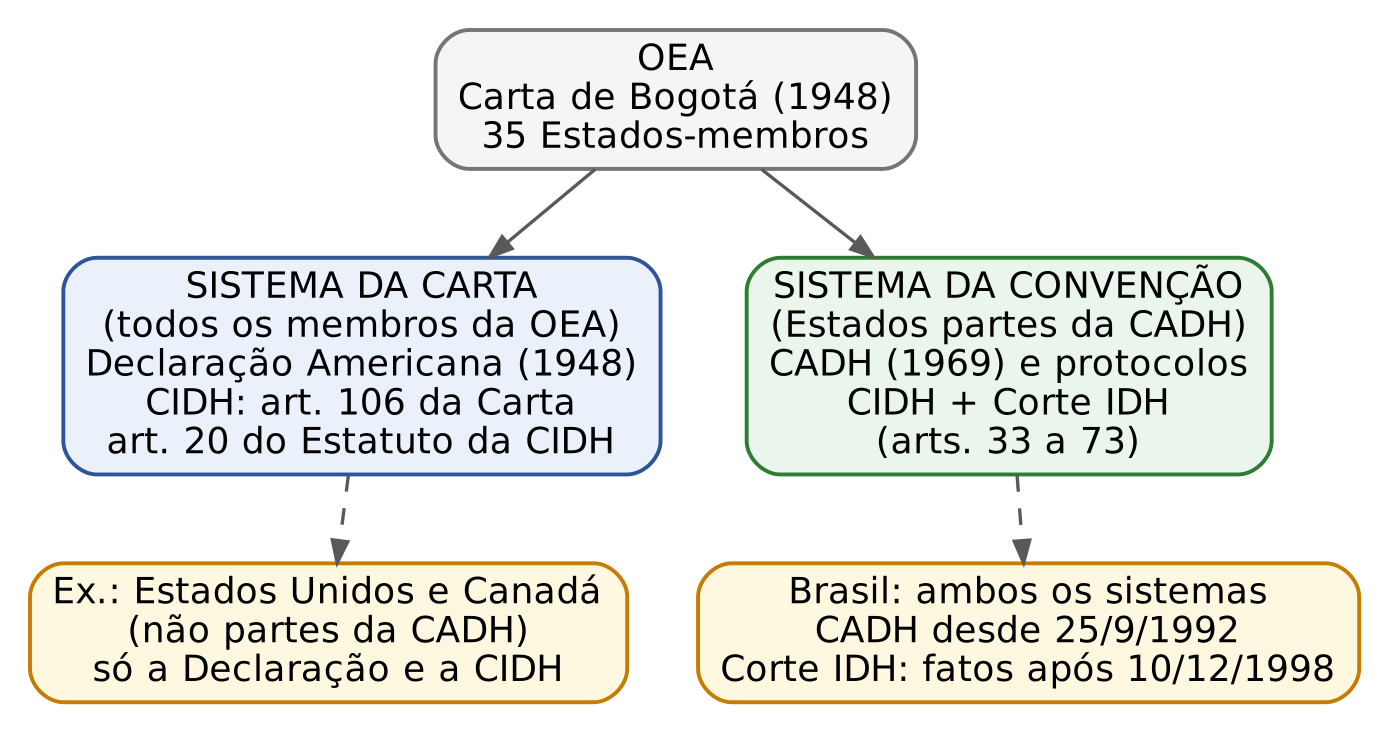 OEA
Carta de Bogotá (1948)
35 Estados-membros
SISTEMA DA CARTA
(todos os membros da OEA)
Declaração Americana (1948)
CIDH: art. 106 da Carta
art. 20 do Estatuto da CIDH
SISTEMA DA CONVENÇÃO
(Estados partes da CADH)
CADH (1969) e protocolos
CIDH + Corte IDH
(arts. 33 a 73)
Ex.: Estados Unidos e Canadá
(não partes da CADH)
só a Declaração e a CIDH
Brasil: ambos os sistemas
CADH desde 25/9/1992
Corte IDH: fatos após 10/12/1998